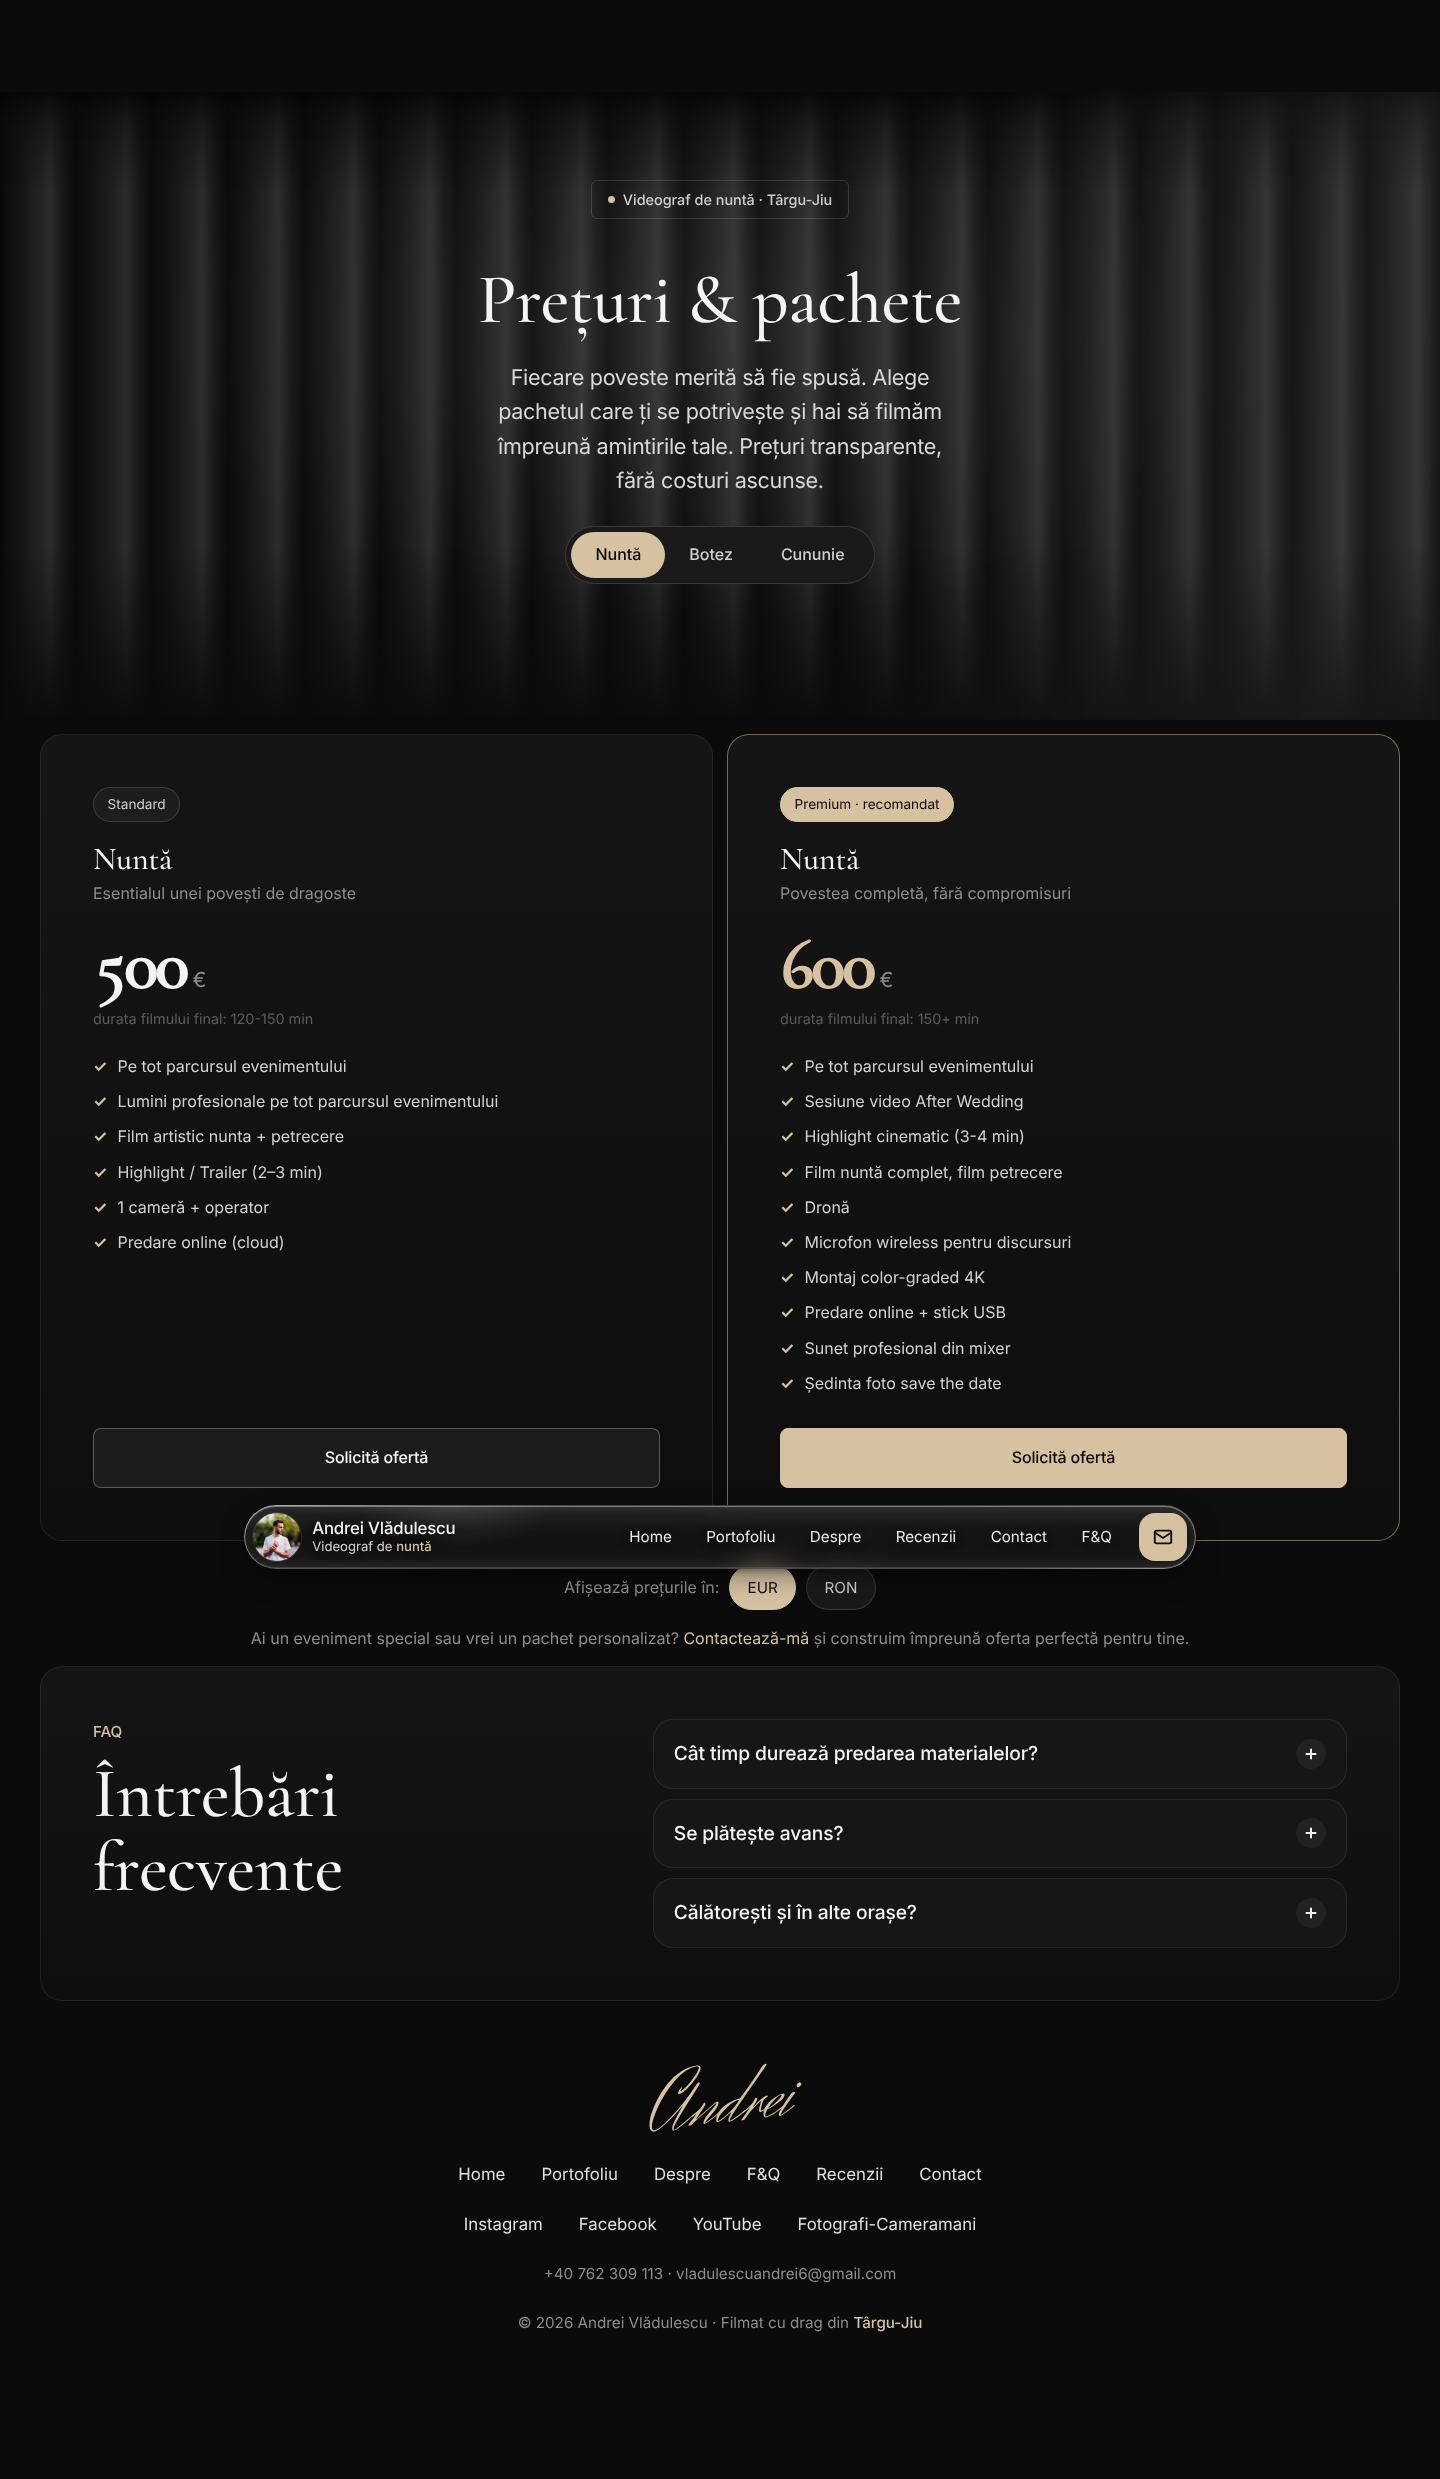 Videograf de nuntă · Târgu-Jiu
Prețuri & pachete
Fiecare poveste merită să fie spusă. Alege
pachetul care ți se potrivește și hai să filmăm
împreună amintirile tale. Prețuri transparente,
fără costuri ascunse.
Nuntă Botez Cununie
Standard
Nuntă
Esentialul unei povești de dragoste
500 €
durata filmului final: 120-150 min
Pe tot parcursul evenimentului
Lumini profesionale pe tot parcursul evenimentului
Film artistic nunta + petrecere
Highlight / Trailer (2–3 min)
1 cameră + operator
Predare online (cloud)
Solicită ofertă
Premium · recomandat
Nuntă
Povestea completă, fără compromisuri
600 €
durata filmului final: 150+ min
Pe tot parcursul evenimentului
Sesiune video After Wedding
Highlight cinematic (3-4 min)
Film nuntă complet, film petrecere
Dronă
Microfon wireless pentru discursuri
Montaj color-graded 4K
Predare online + stick USB
Sunet profesional din mixer
Ședinta foto save the date
Solicită ofertă
Andrei Vlădulescu
Videograf de nuntă
Home Portofoliu Despre Recenzii Contact F&Q
Afișează prețurile în: EUR RON
Ai un eveniment special sau vrei un pachet personalizat? Contactează-mă și construim împreună oferta perfectă pentru tine.
FAQ
Întrebări
frecvente
Cât timp durează predarea materialelor?
Se plătește avans?
Călătorești și în alte orașe?
Andrei
Home Portofoliu Despre F&Q Recenzii Contact
Instagram Facebook YouTube Fotografi-Cameramani
+40 762 309 113 · vladulescuandrei6@gmail.com
© 2026 Andrei Vlădulescu · Filmat cu drag din Târgu-Jiu